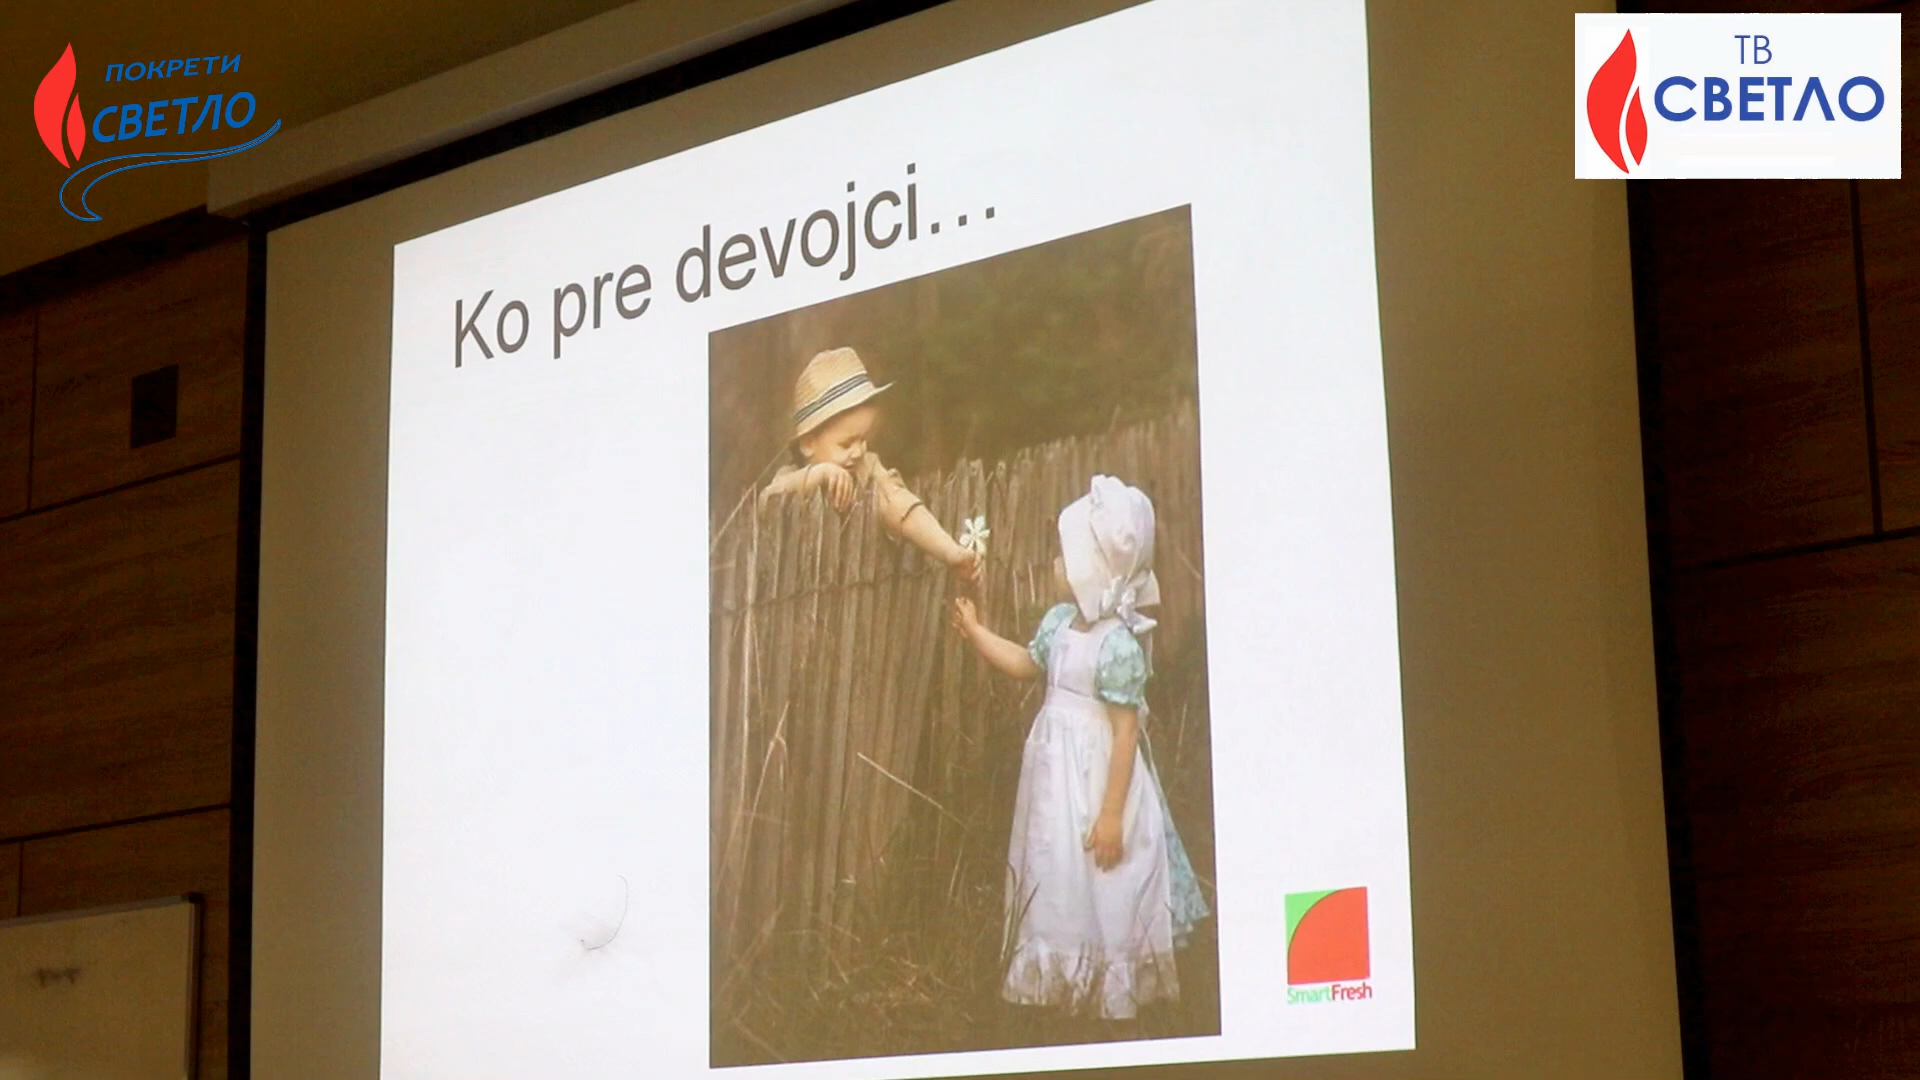 ПОКРЕТИ
СВЕТЛО
ТВ
СВЕТЛО
Ko pre devojci...
SmartFresh